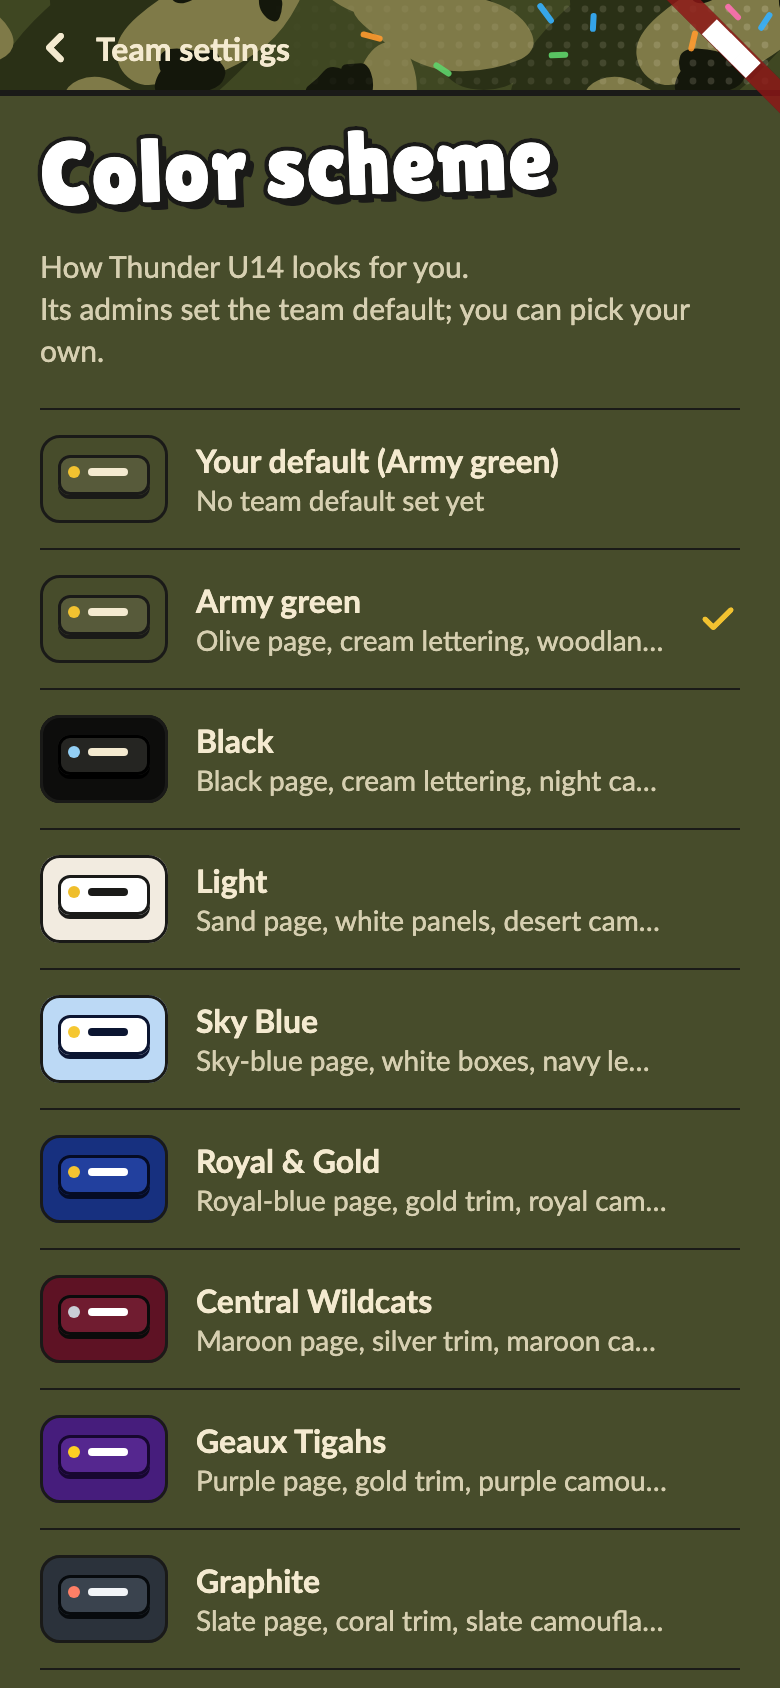 Team settings
Color scheme
How Thunder U14 looks for you.
Its admins set the team default; you can pick your
own.
Your default (Army green)
No team default set yet
Army green
Olive page, cream lettering, woodlan...
Black
Black page, cream lettering, night ca...
Light
Sand page, white panels, desert cam...
Sky Blue
Sky-blue page, white boxes, navy le...
Royal & Gold
Royal-blue page, gold trim, royal cam...
Central Wildcats
Maroon page, silver trim, maroon ca...
Geaux Tigahs
Purple page, gold trim, purple camou...
Graphite
Slate page, coral trim, slate camoufla...